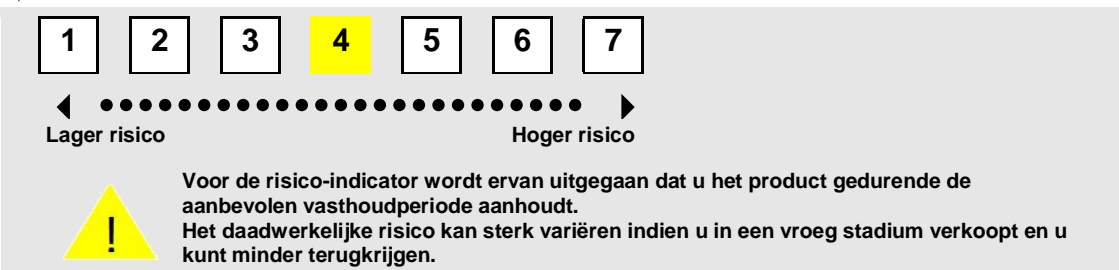 1 2 3 4 5 6 7
Lager risico Hoger risico
!
Voor de risico-indicator wordt ervan uitgegaan dat u het product gedurende de
aanbevolen vasthoudperiode aanhoudt.
Het daadwerkelijke risico kan sterk variëren indien u in een vroeg stadium verkoopt en u
kunt minder terugkrijgen.